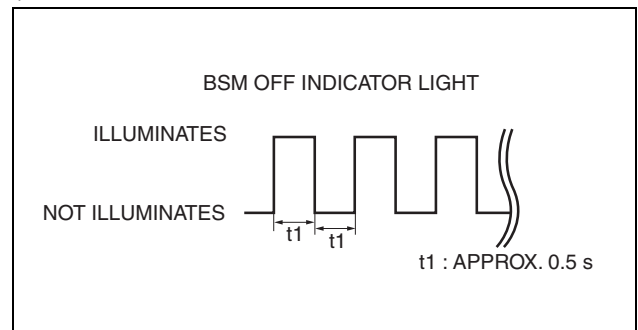 BSM OFF INDICATOR LIGHT
ILLUMINATES
NOT ILLUMINATES
t1
t1
t1 : APPROX. 0.5 s